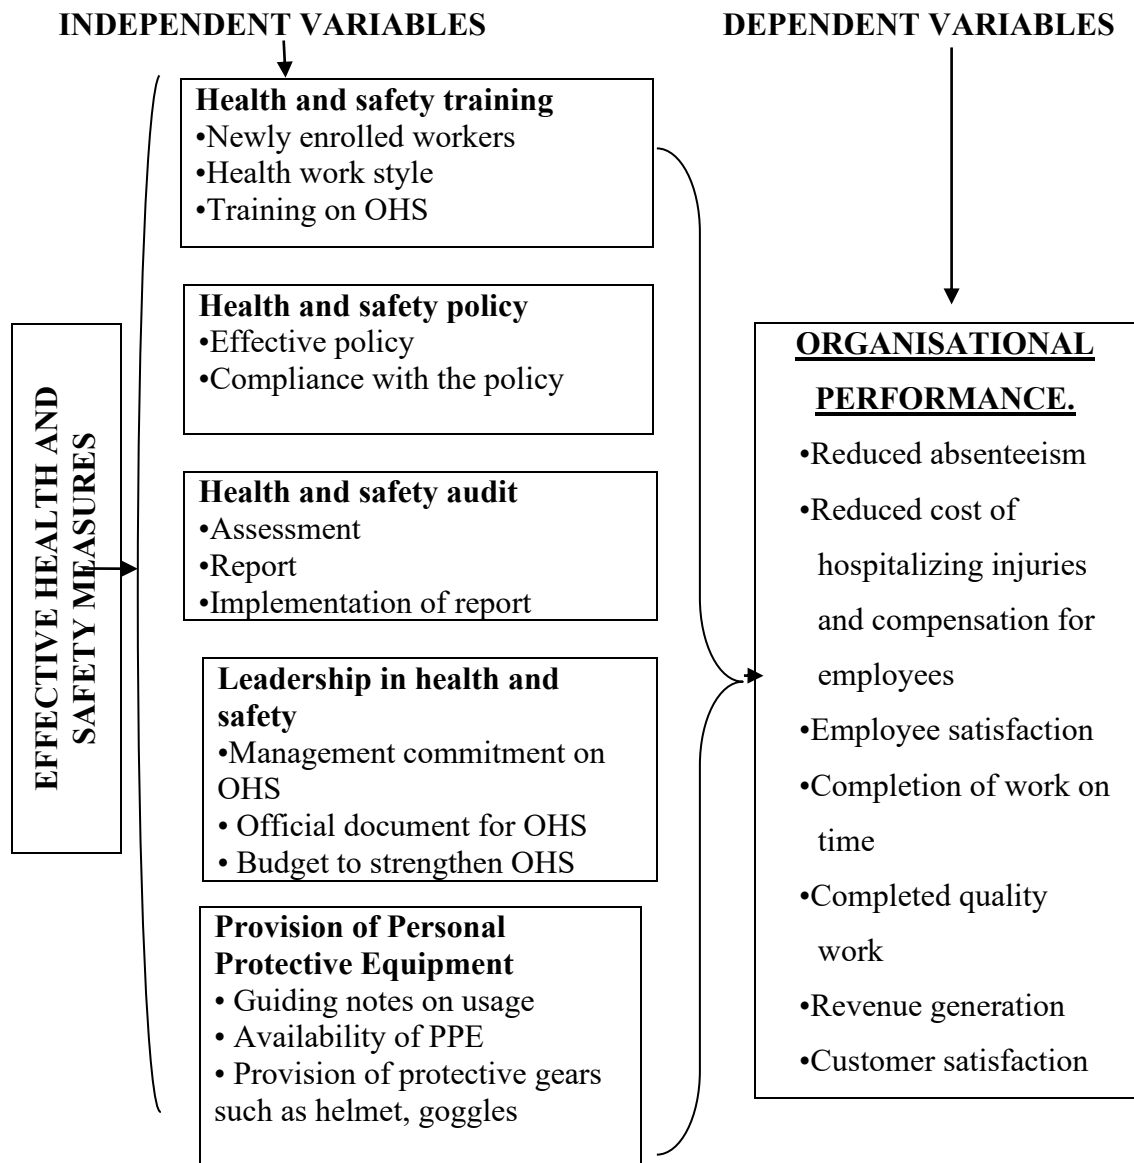 INDEPENDENT VARIABLES
DEPENDENT VARIABLES
EFFECTIVE HEALTH AND
SAFETY MEASURES
Health and safety training
•Newly enrolled workers
•Health work style
•Training on OHS
Health and safety policy
•Effective policy
•Compliance with the policy
Health and safety audit
•Assessment
•Report
•Implementation of report
Leadership in health and
safety
•Management commitment on
OHS
• Official document for OHS
• Budget to strengthen OHS
Provision of Personal
Protective Equipment
• Guiding notes on usage
• Availability of PPE
• Provision of protective gears
such as helmet, goggles
ORGANISATIONAL
PERFORMANCE.
•Reduced absenteeism
•Reduced cost of
hospitalizing injuries
and compensation for
employees
•Employee satisfaction
•Completion of work on
time
•Completed quality
work
•Revenue generation
•Customer satisfaction